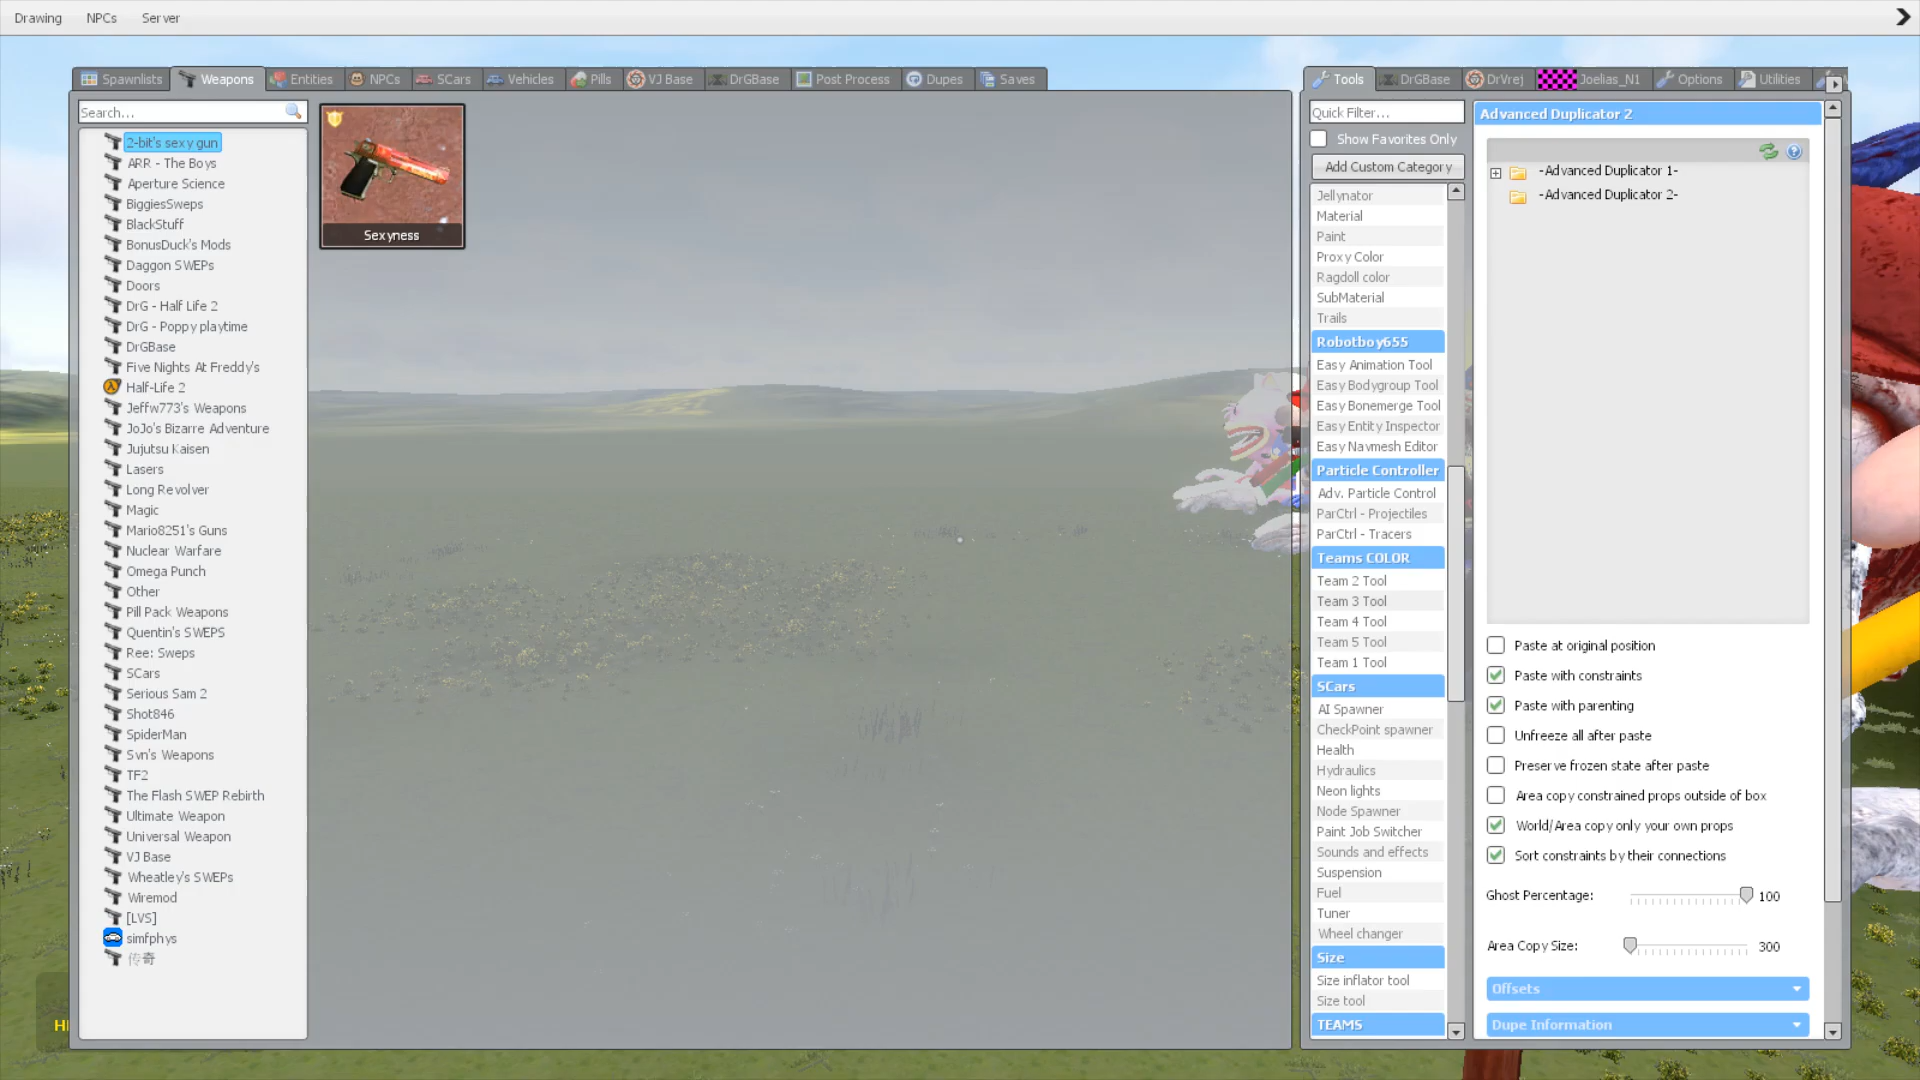 Drawing NPCs Server
Spawnlists Weapons Entities NPCs SCars Vehicles Pills VJ Base DrGBase Post Process Dupes Saves
Search...
2-bit's sexy gun
ARR - The Boys
Aperture Science
BiggiesSweps
BlackStuff
BonusDuck's Mods
Daggon SWEPs
Doors
DrG - Half Life 2
DrG - Poppy playtime
DrGBase
Five Nights At Freddy's
Half-Life 2
Jeffw773's Weapons
JoJo's Bizarre Adventure
Jujutsu Kaisen
Lasers
Long Revolver
Magic
Mario8251's Guns
Nuclear Warfare
Omega Punch
Other
Pill Pack Weapons
Quentin's SWEPS
Ree: Sweps
SCars
Serious Sam 2
Shot846
SpiderMan
Svn's Weapons
TF2
The Flash SWEP Rebirth
Ultimate Weapon
Universal Weapon
VJ Base
Wheatley's SWEPs
Wiremod
[LVS]
simfphys
传奇
Sexyness
Tools DrGBase DrVrej Joelias_N1 Options Utilities
Quick Filter...
Show Favorites Only
Add Custom Category
Jellynator
Material
Paint
Proxy Color
Ragdoll color
SubMaterial
Trails
Robotboy655
Easy Animation Tool
Easy Bodygroup Tool
Easy Bonemerge Tool
Easy Entity Inspector
Easy Navmesh Editor
Particle Controller
Adv. Particle Control
ParCtrl - Projectiles
ParCtrl - Tracers
Teams COLOR
Team 2 Tool
Team 3 Tool
Team 4 Tool
Team 5 Tool
Team 1 Tool
SCars
AI Spawner
CheckPoint spawner
Health
Hydraulics
Neon lights
Node Spawner
Paint Job Switcher
Sounds and effects
Suspension
Fuel
Tuner
Wheel changer
Size
Size inflator tool
Size tool
TEAMS
Advanced Duplicator 2
-Advanced Duplicator 1-
-Advanced Duplicator 2-
Paste at original position
Paste with constraints
Paste with parenting
Unfreeze all after paste
Preserve frozen state after paste
Area copy constrained props outside of box
World/Area copy only your own props
Sort constraints by their connections
Ghost Percentage: 100
Area Copy Size: 300
Offsets
Dupe Information